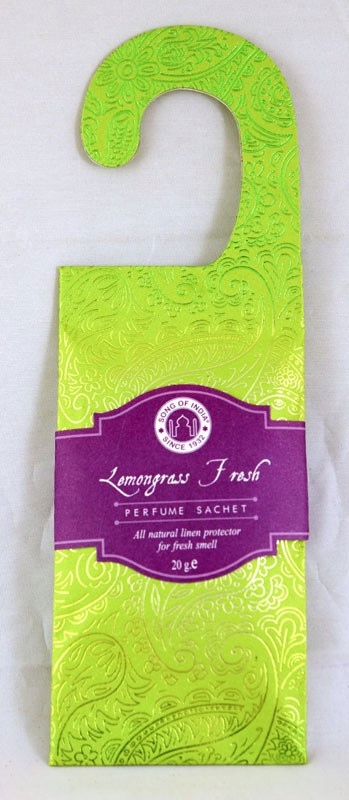 SONG OF INDIA
SINCE 1932
Lemongrass Fresh
PERFUME SACHET
All natural linen protector
for fresh smell
20 g.e